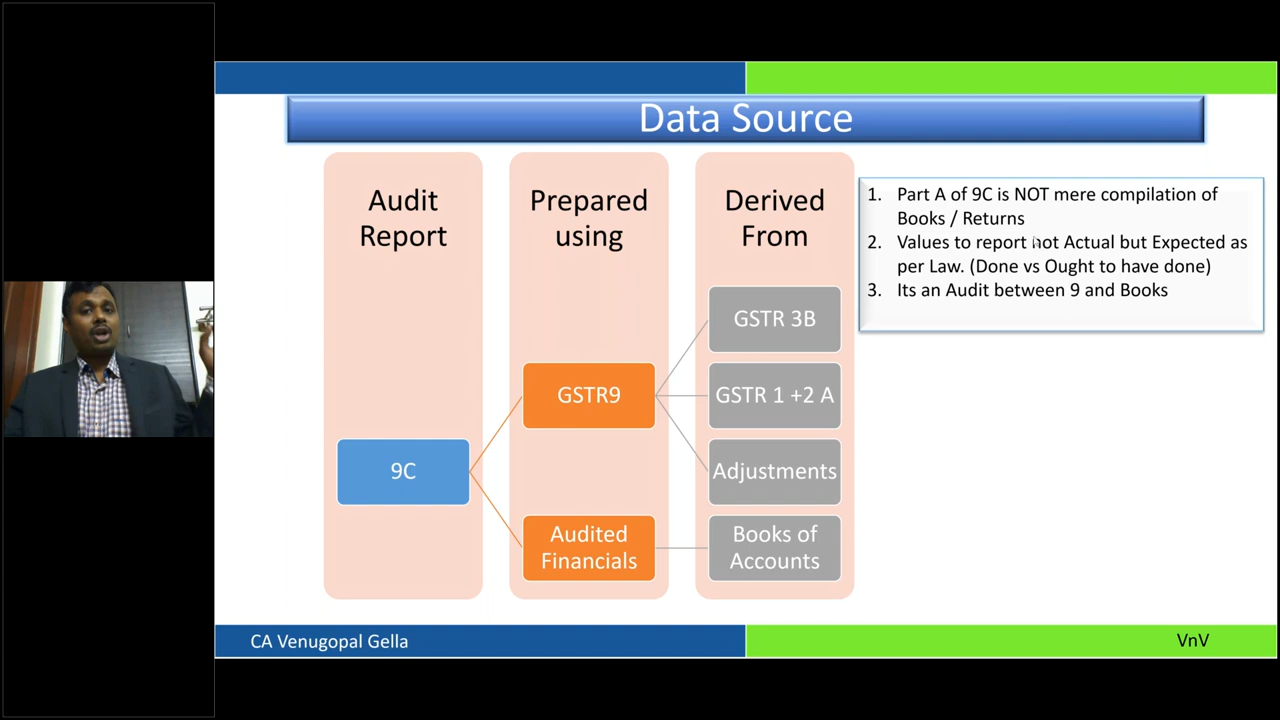 Data Source
Audit
Report
Prepared
using
Derived
From
9C
GSTR9
Audited
Financials
GSTR 3B
GSTR 1 +2 A
Adjustments
Books of
Accounts
1. Part A of 9C is NOT mere compilation of
Books / Returns
2. Values to report not Actual but Expected as
per Law. (Done vs Ought to have done)
3. Its an Audit between 9 and Books
CA Venugopal Gella
VnV